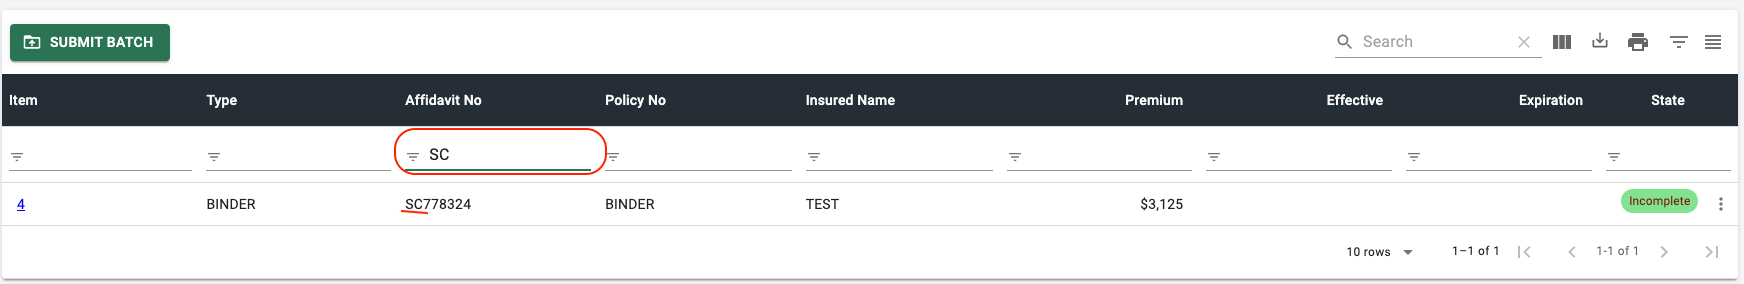 SUBMIT BATCH
Search
Item Type Affidavit No Policy No Insured Name Premium Effective Expiration State
SC
4 BINDER SC778324 BINDER TEST $3,125 Incomplete
10 rows 1–1 of 1 1-1 of 1